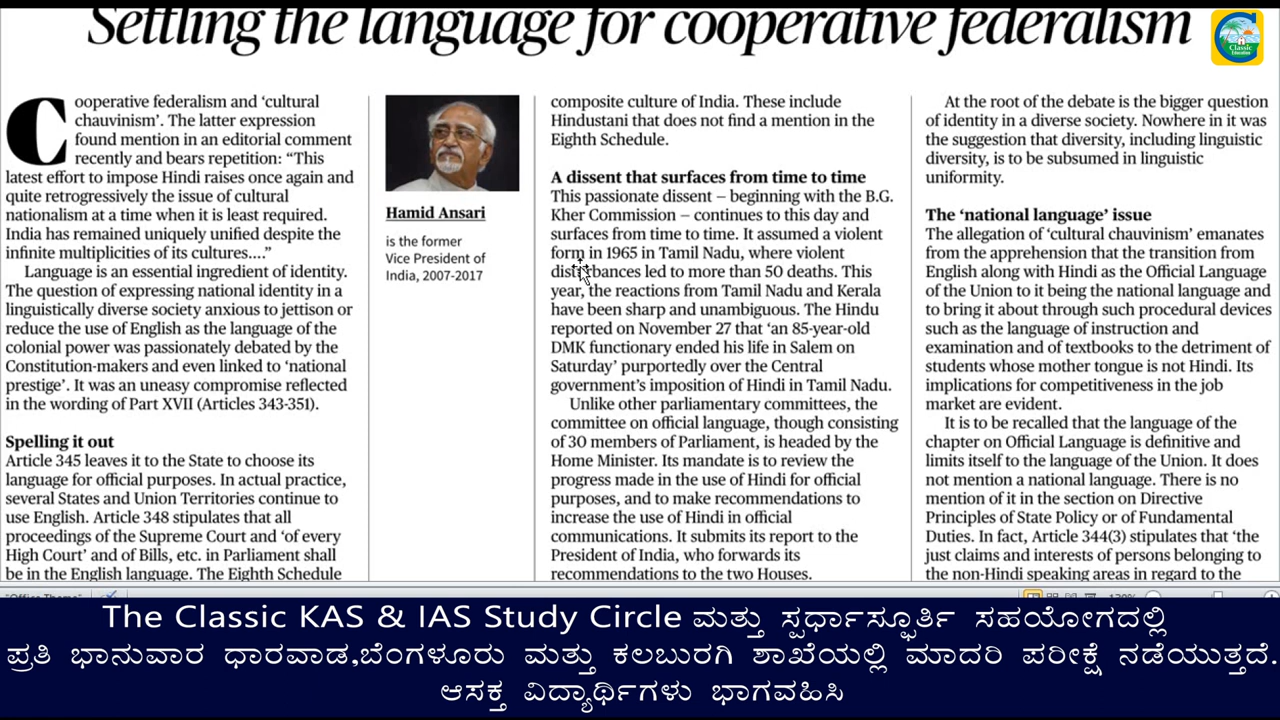 Settling the language for cooperative federalism
Classic
Education
Cooperative federalism and ‘cultural
chauvinism’. The latter expression
found mention in an editorial comment
recently and bears repetition: “This
latest effort to impose Hindi raises once again and
quite retrogressively the issue of cultural
nationalism at a time when it is least required.
India has remained uniquely unified despite the
infinite multiplicities of its cultures....”
Language is an essential ingredient of identity.
The question of expressing national identity in a
linguistically diverse society anxious to jettison or
reduce the use of English as the language of the
colonial power was passionately debated by the
Constitution-makers and even linked to ‘national
prestige’. It was an uneasy compromise reflected
in the wording of Part XVII (Articles 343-351).
Spelling it out
Article 345 leaves it to the State to choose its
language for official purposes. In actual practice,
several States and Union Territories continue to
use English. Article 348 stipulates that all
proceedings of the Supreme Court and ‘of every
High Court’ and of Bills, etc. in Parliament shall
be in the English language. The Eighth Schedule
Hamid Ansari
is the former
Vice President of
India, 2007-2017
composite culture of India. These include
Hindustani that does not find a mention in the
Eighth Schedule.
A dissent that surfaces from time to time
This passionate dissent — beginning with the B.G.
Kher Commission — continues to this day and
surfaces from time to time. It assumed a violent
form in 1965 in Tamil Nadu, where violent
disturbances led to more than 50 deaths. This
year, the reactions from Tamil Nadu and Kerala
have been sharp and unambiguous. The Hindu
reported on November 27 that ‘an 85-year-old
DMK functionary ended his life in Salem on
Saturday’ purportedly over the Central
government’s imposition of Hindi in Tamil Nadu.
Unlike other parliamentary committees, the
committee on official language, though consisting
of 30 members of Parliament, is headed by the
Home Minister. Its mandate is to review the
progress made in the use of Hindi for official
purposes, and to make recommendations to
increase the use of Hindi in official
communications. It submits its report to the
President of India, who forwards its
recommendations to the two Houses.
At the root of the debate is the bigger question
of identity in a diverse society. Nowhere in it was
the suggestion that diversity, including linguistic
diversity, is to be subsumed in linguistic
uniformity.
The ‘national language’ issue
The allegation of ‘cultural chauvinism’ emanates
from the apprehension that the transition from
English along with Hindi as the Official Language
of the Union to it being the national language and
to bring it about through such procedural devices
such as the language of instruction and
examination and of textbooks to the detriment of
students whose mother tongue is not Hindi. Its
implications for competitiveness in the job
market are evident.
It is to be recalled that the language of the
chapter on Official Language is definitive and
limits itself to the language of the Union. It does
not mention a national language. There is no
mention of it in the section on Directive
Principles of State Policy or of Fundamental
Duties. In fact, Article 344(3) stipulates that ‘the
just claims and interests of persons belonging to
the non-Hindi speaking areas in regard to the
The Classic KAS & IAS Study Circle ಮತ್ತು ಸ್ಪರ್ಧಾಸ್ಫೂರ್ತಿ ಸಹಯೋಗದಲ್ಲಿ
ಪ್ರತಿ ಭಾನುವಾರ ಧಾರವಾಡ,ಬೆಂಗಳೂರು ಮತ್ತು ಕಲಬುರಗಿ ಶಾಖೆಯಲ್ಲಿ ಮಾದರಿ ಪರೀಕ್ಷೆ ನಡೆಯುತ್ತದೆ.
ಆಸಕ್ತ ವಿದ್ಯಾರ್ಥಿಗಳು ಭಾಗವಹಿಸಿ